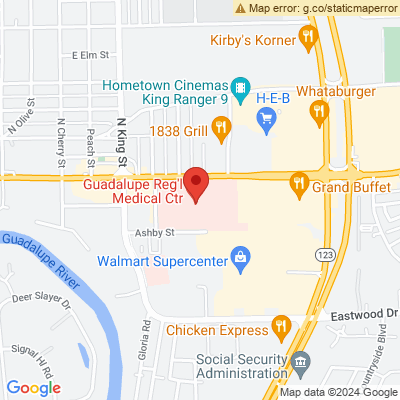 Map error: g.co/staticmaperror
Kirby's Korner
E Elm St
Hometown Cinemas
King Ranger 9
H-E-B
Whataburger
N Olive St
N Cherry St
Peach St
N King St
1838 Grill
Guadalupe Reg'l
Medical Ctr
Grand Buffet
Ashby St
Guadalupe
River
Walmart Supercenter
123
Deer Slayer Dr
Gloria Rd
Eastwood Dr
Chicken Express
Signal Hl Rd
Social Security
Administration
Countryside Blvd
Google
Map data ©2024 Google